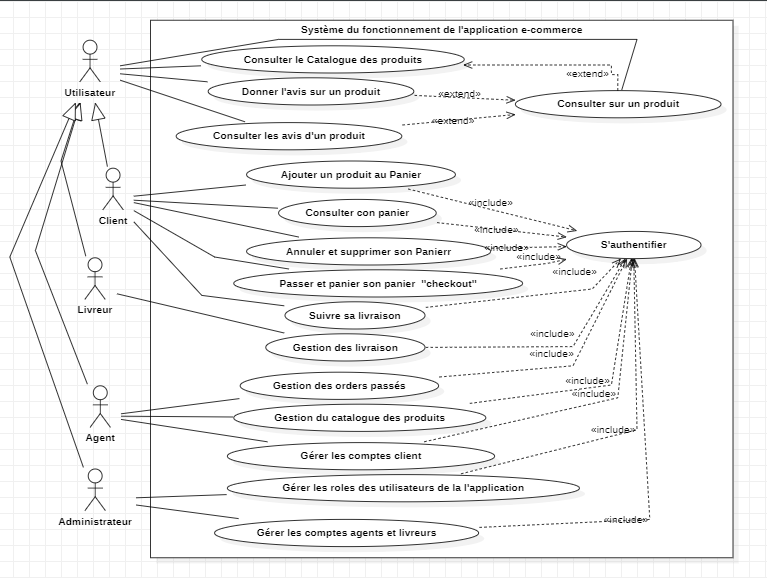 Système du fonctionnement de l'application e-commerce
Utilisateur
Consulter le Catalogue des produits
«extend»
Donner l'avis sur un produit
«extend»
Consulter sur un produit
Consulter les avis d'un produit
«extend»
Client
Ajouter un produit au Panier
«include»
Consulter con panier
«include»
S'authentifier
Annuler et supprimer son Panierr
«include»
Passer et panier son panier "checkout"
«include»
Livreur
Suivre sa livraison
«include»
Gestion des livraison
«include»
Gestion des orders passés
«include»
Agent
Gestion du catalogue des produits
«include»
Gérer les comptes client
«include»
Gérer les roles des utilisateurs de la l'application
«include»
Administrateur
Gérer les comptes agents et livreurs
«include»